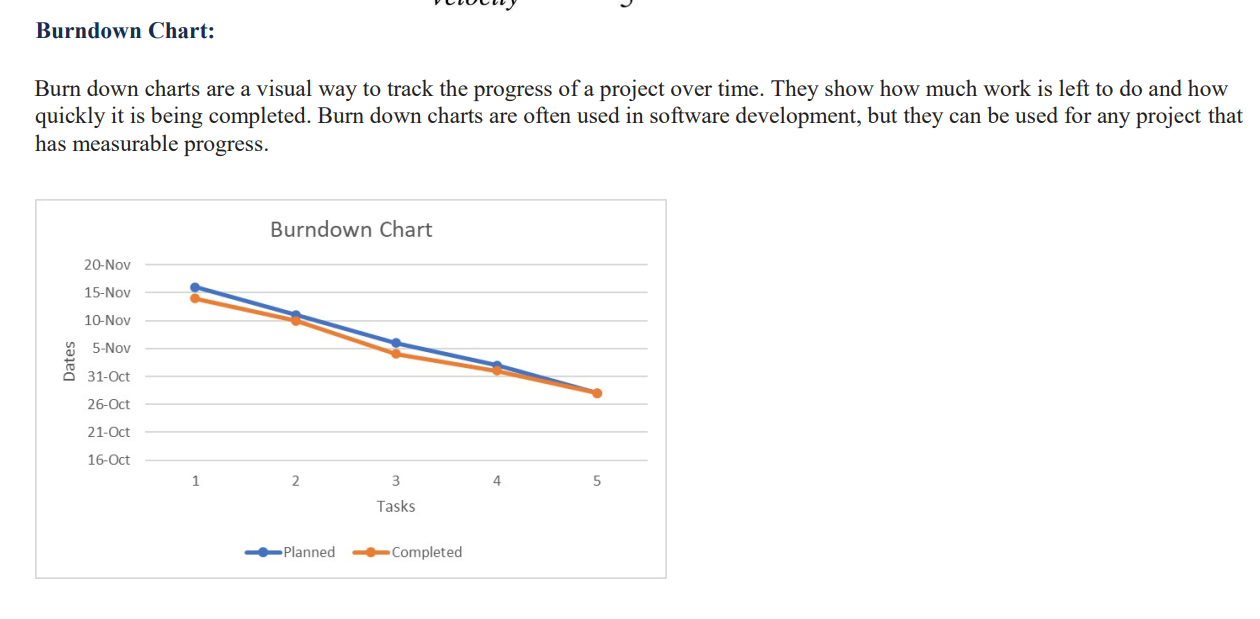 Burndown Chart:
Burn down charts are a visual way to track the progress of a project over time. They show how much work is left to do and how
quickly it is being completed. Burn down charts are often used in software development, but they can be used for any project that
has measurable progress.
Burndown Chart
20-Nov
15-Nov
10-Nov
5-Nov
31-Oct
26-Oct
21-Oct
16-Oct
Dates
1 2 3 4 5
Tasks
Planned Completed